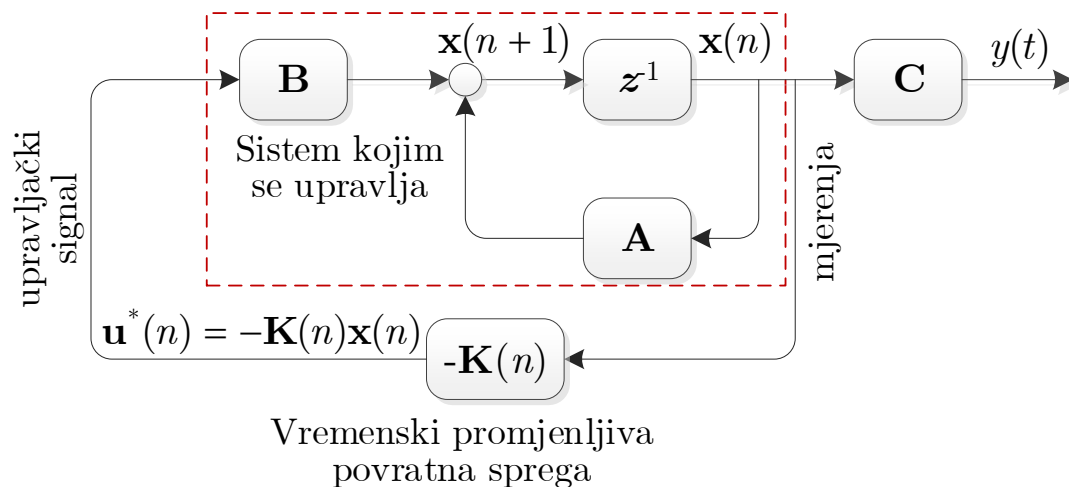 x(n + 1)
x(n)
y(t)
B
z¹
C
Sistem kojim
se upravlja
A
upravljački
signal
mjerenja
u*(n) = -K(n)x(n)
-K(n)
Vremenski promjenljiva
povratna sprega